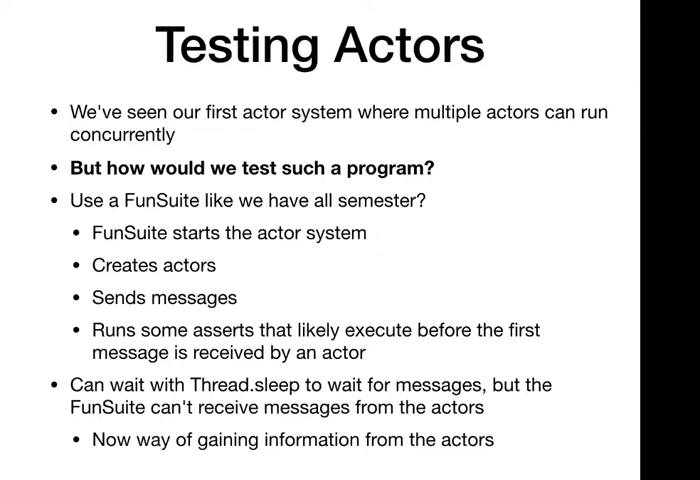 Testing Actors
• We've seen our first actor system where multiple actors can run
concurrently
• But how would we test such a program?
• Use a FunSuite like we have all semester?
• FunSuite starts the actor system
• Creates actors
• Sends messages
• Runs some asserts that likely execute before the first
message is received by an actor
• Can wait with Thread.sleep to wait for messages, but the
FunSuite can't receive messages from the actors
• Now way of gaining information from the actors